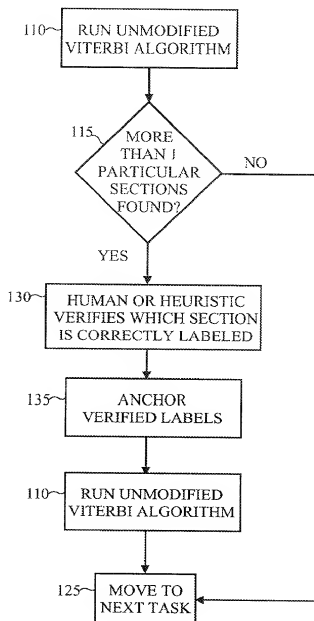 110
RUN UNMODIFIED
VITERBI ALGORITHM
115
MORE
THAN 1
PARTICULAR
SECTIONS
FOUND?
NO
YES
130
HUMAN OR HEURISTIC
VERIFIES WHICH SECTION
IS CORRECTLY LABELED
135
ANCHOR
VERIFIED LABELS
110
RUN UNMODIFIED
VITERBI ALGORITHM
125
MOVE TO
NEXT TASK